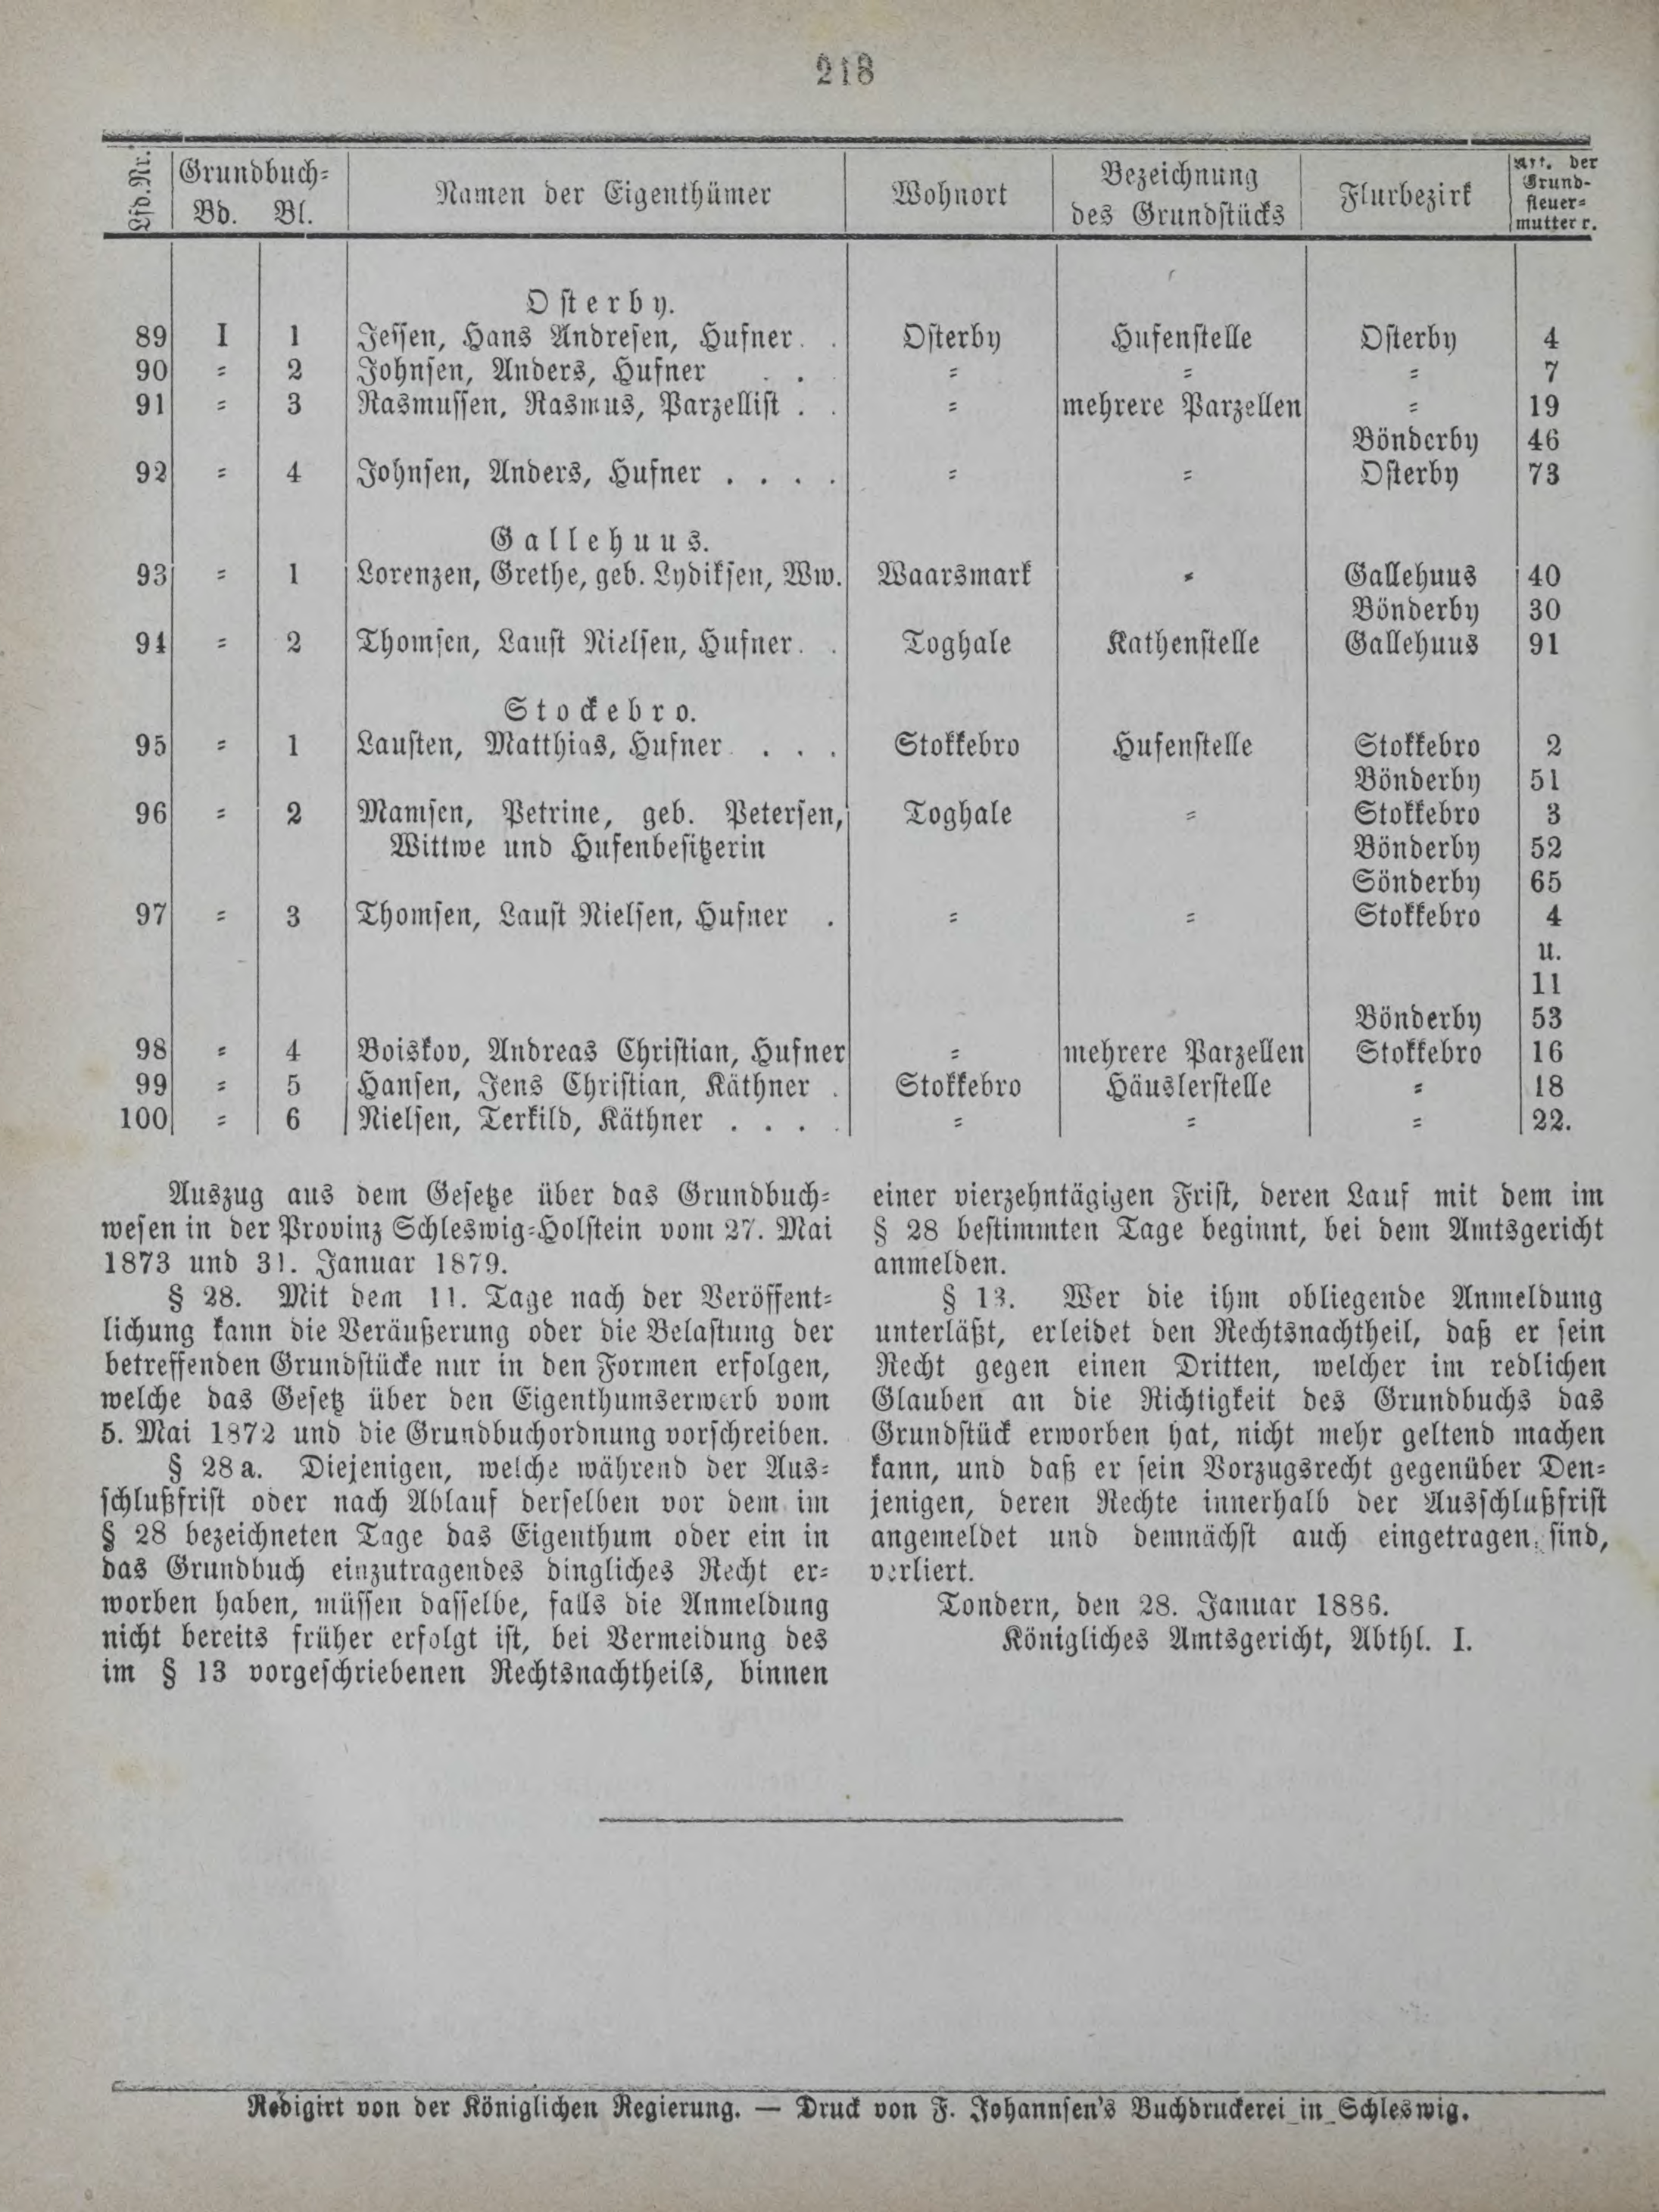 218
Lfd. Nr.
Grundbuch=
Bd. Bl.
Namen der Eigenthümer
Wohnort
Bezeichnung
des Grundstücks
Flurbezirk
Art. der
Grund-
steuer=
mutterr.
Osterby.
89 I 1 Jessen, Hans Andresen, Hufner. . Osterby Hufenstelle Osterby 4
90 = 2 Johnsen, Anders, Hufner . . = = = 7
91 = 3 Rasmussen, Rasmus, Parzellist . . = mehrere Parzellen = 19
Bönderby 46
92 = 4 Johnsen, Anders, Hufner . . . . = = Osterby 73
Gallehuus.
93 = 1 Lorenzen, Grethe, geb. Lydiksen, Ww. Waarsmark = Gallehuus 40
Bönderby 30
94 = 2 Thomsen, Laust Nielsen, Hufner. . Toghale Kathenstelle Gallehuus 91
Stockebro.
95 = 1 Lausten, Matthias, Hufner . . . Stokkebro Hufenstelle Stokkebro 2
Bönderby 51
96 = 2 Mamsen, Petrine, geb. Petersen, Toghale = Stokkebro 3
Wittwe und Hufenbesitzerin Bönderby 52
Sönderby 65
97 = 3 Thomsen, Laust Nielsen, Hufner . = = Stokkebro 4
u.
11
Bönderby 53
98 = 4 Boiskov, Andreas Christian, Hufner = mehrere Parzellen Stokkebro 16
99 = 5 Hansen, Jens Christian, Käthner . Stokkebro Häuslerstelle = 18
100 = 6 Nielsen, Terkild, Käthner . . . . = = = 22.
Auszug aus dem Gesetze über das Grundbuch=
wesen in der Provinz Schleswig=Holstein vom 27. Mai
1873 und 31. Januar 1879.
§ 28. Mit dem 11. Tage nach der Veröffent=
lichung kann die Veräußerung oder die Belastung der
betreffenden Grundstücke nur in den Formen erfolgen,
welche das Gesetz über den Eigenthumserwerb vom
5. Mai 1872 und die Grundbuchordnung vorschreiben.
§ 28a. Diejenigen, welche während der Aus=
schlußfrist oder nach Ablauf derselben vor dem im
§ 28 bezeichneten Tage das Eigenthum oder ein in
das Grundbuch einzutragendes dingliches Recht er=
worben haben, müssen dasselbe, falls die Anmeldung
nicht bereits früher erfolgt ist, bei Vermeidung des
im § 13 vorgeschriebenen Rechtsnachtheils, binnen
einer vierzehntägigen Frist, deren Lauf mit dem im
§ 28 bestimmten Tage beginnt, bei dem Amtsgericht
anmelden.
§ 13. Wer die ihm obliegende Anmeldung
unterläßt, erleidet den Rechtsnachtheil, daß er sein
Recht gegen einen Dritten, welcher im redlichen
Glauben an die Richtigkeit des Grundbuchs das
Grundstück erworben hat, nicht mehr geltend machen
kann, und daß er sein Vorzugsrecht gegenüber Den=
jenigen, deren Rechte innerhalb der Ausschlußfrist
angemeldet und demnächst auch eingetragen sind,
verliert.
Tondern, den 28. Januar 1886.
Königliches Amtsgericht, Abthl. I.
Redigirt von der Königlichen Regierung. — Druck von F. Johannsen's Buchdruckerei in Schleswig.